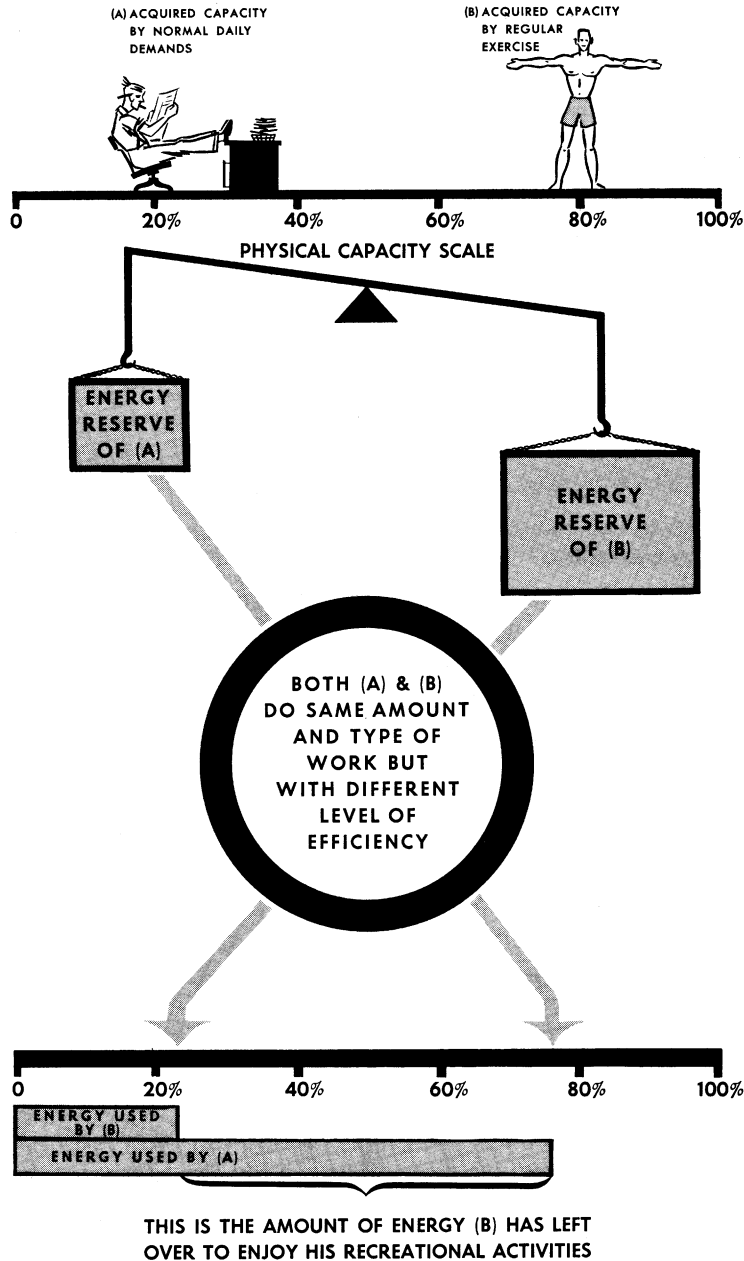 (A) ACQUIRED CAPACITY
BY NORMAL DAILY
DEMANDS
(B) ACQUIRED CAPACITY
BY REGULAR
EXERCISE
0 20% 40% 60% 80% 100%
PHYSICAL CAPACITY SCALE
ENERGY
RESERVE
OF (A)
ENERGY
RESERVE
OF (B)
BOTH (A) & (B)
DO SAME AMOUNT
AND TYPE OF
WORK BUT
WITH DIFFERENT
LEVEL OF
EFFICIENCY
0 20% 40% 60% 80% 100%
ENERGY USED
BY (B)
ENERGY USED BY (A)
THIS IS THE AMOUNT OF ENERGY (B) HAS LEFT
OVER TO ENJOY HIS RECREATIONAL ACTIVITIES